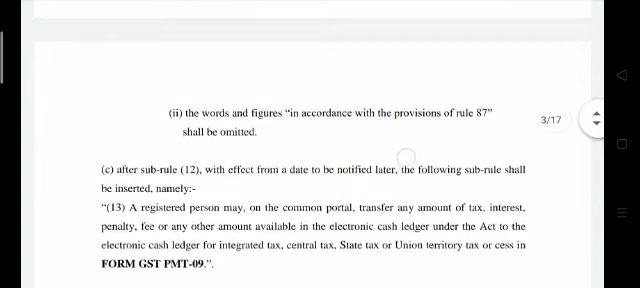 (ii) the words and figures “in accordance with the provisions of rule 87”
shall be omitted.
3/17
(c) after sub-rule (12), with effect from a date to be notified later, the following sub-rule shall
be inserted, namely:-
“(13) A registered person may, on the common portal, transfer any amount of tax, interest,
penalty, fee or any other amount available in the electronic cash ledger under the Act to the
electronic cash ledger for integrated tax, central tax, State tax or Union territory tax or cess in
FORM GST PMT-09.”.